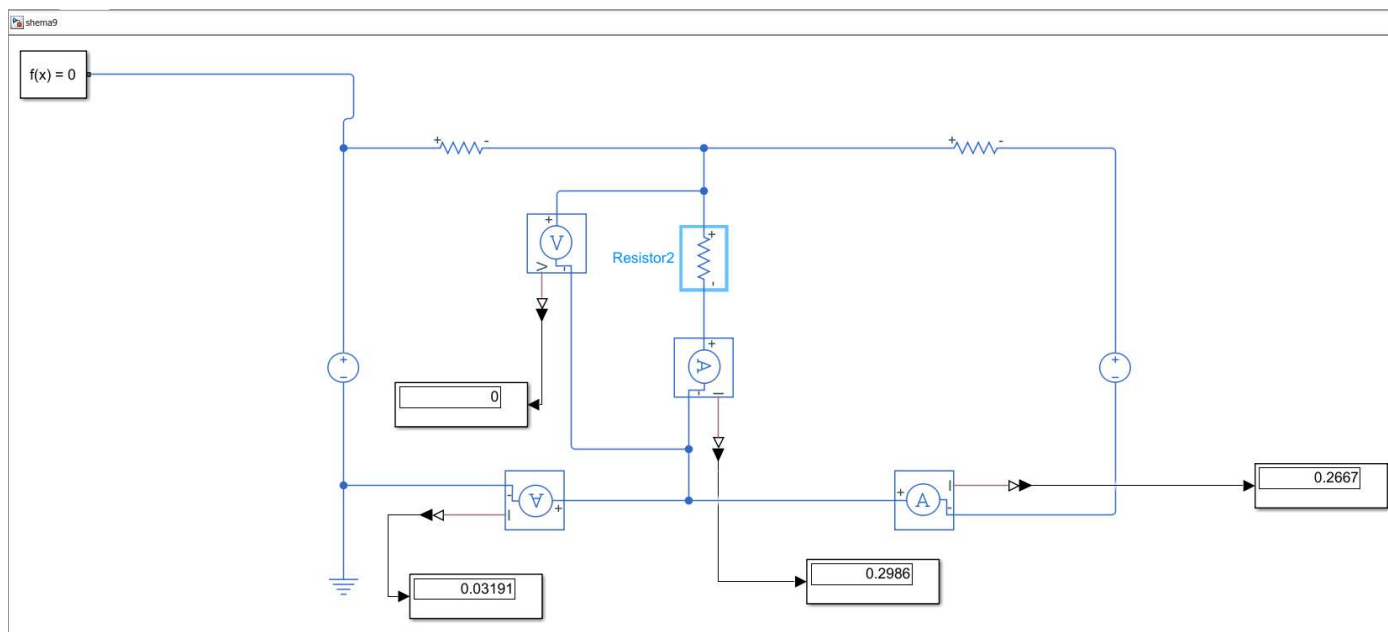 shema9
f(x) = 0
+
-
+
-
+
V
V
-
+
Resistor2
-
+
A
-
I
+
-
+
-
0
A
-
+
I
+
A
I
-
0.2667
0.2986
0.03191